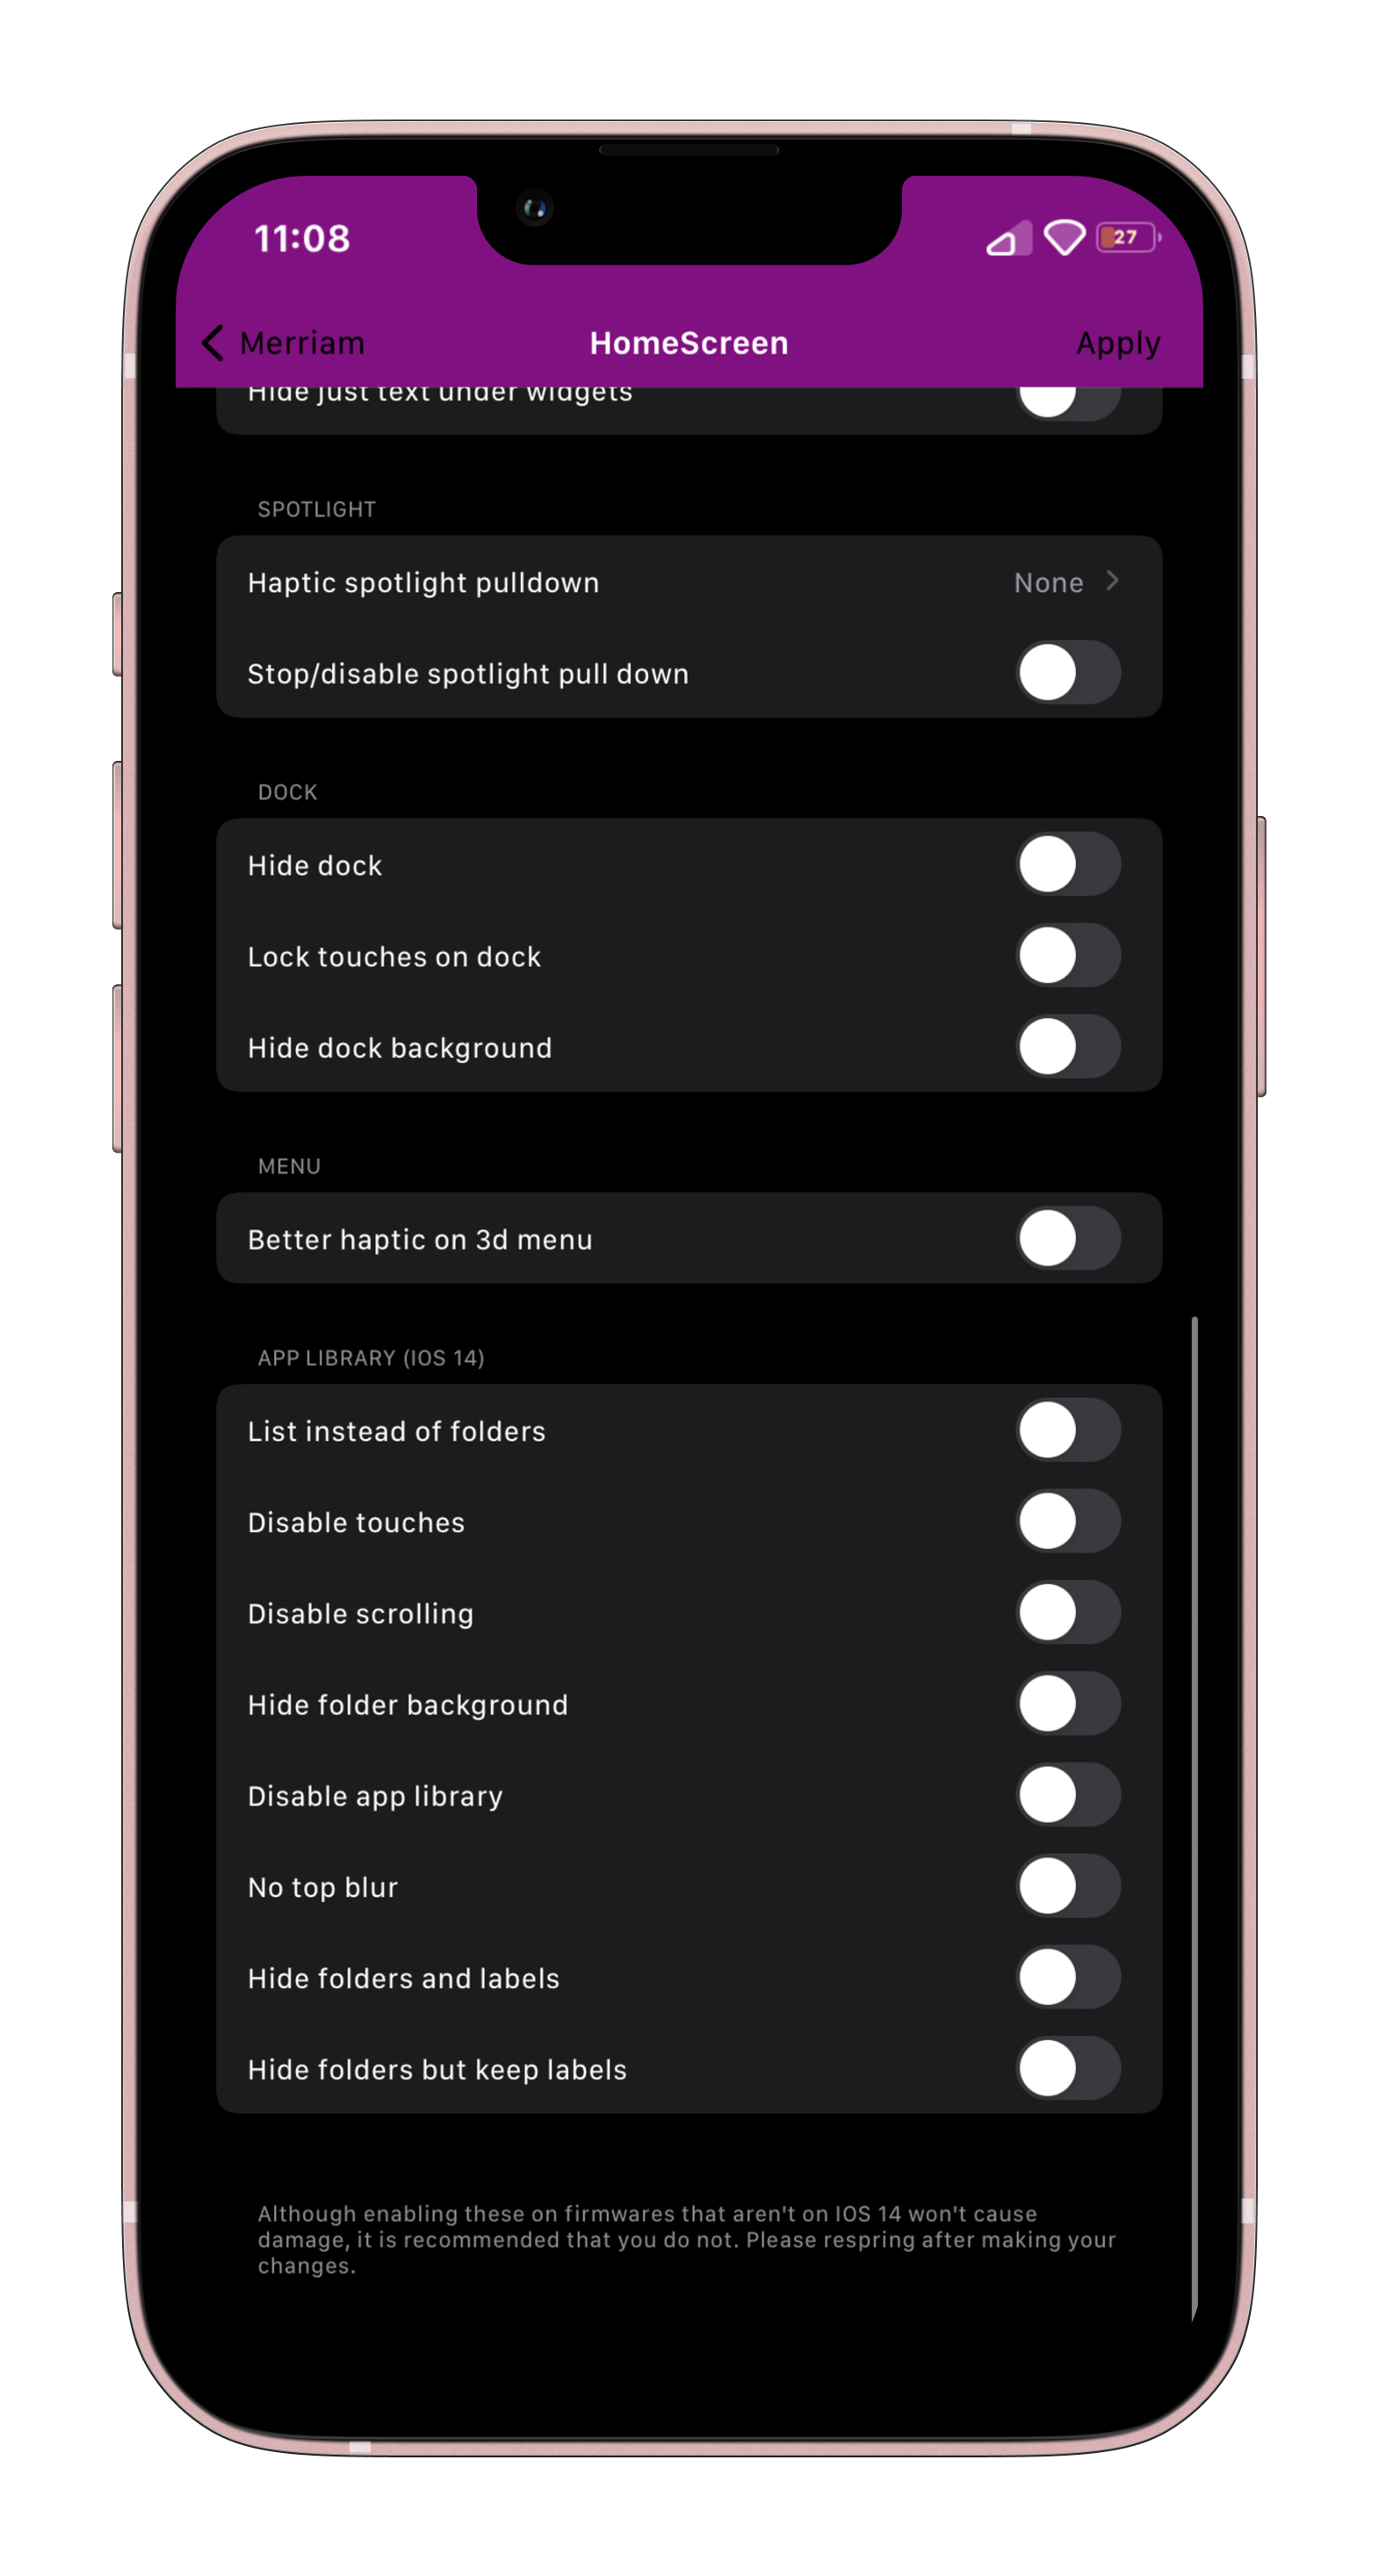 11:08
27
Merriam
HomeScreen
Apply
Hide just text under widgets
SPOTLIGHT
Haptic spotlight pulldown
None
Stop/disable spotlight pull down
DOCK
Hide dock
Lock touches on dock
Hide dock background
MENU
Better haptic on 3d menu
APP LIBRARY (IOS 14)
List instead of folders
Disable touches
Disable scrolling
Hide folder background
Disable app library
No top blur
Hide folders and labels
Hide folders but keep labels
Although enabling these on firmwares that aren't on IOS 14 won't cause
damage, it is recommended that you do not. Please respring after making your
changes.